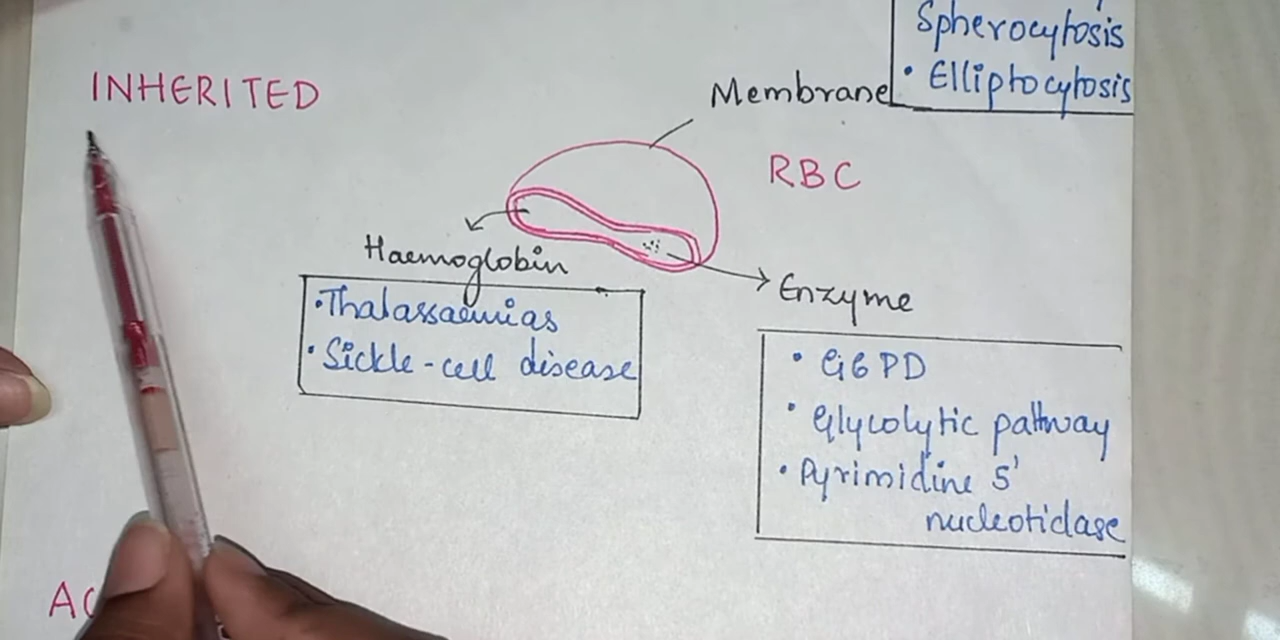 Spherocytosis
• Elliptocytosis
INHERITED
Membrane
RBC
Haemoglobin
• Thalassaemias
• Sickle-cell disease
Enzyme
• G6PD
• Glycolytic pathway
• Pyrimidine 5'
nucleotidase